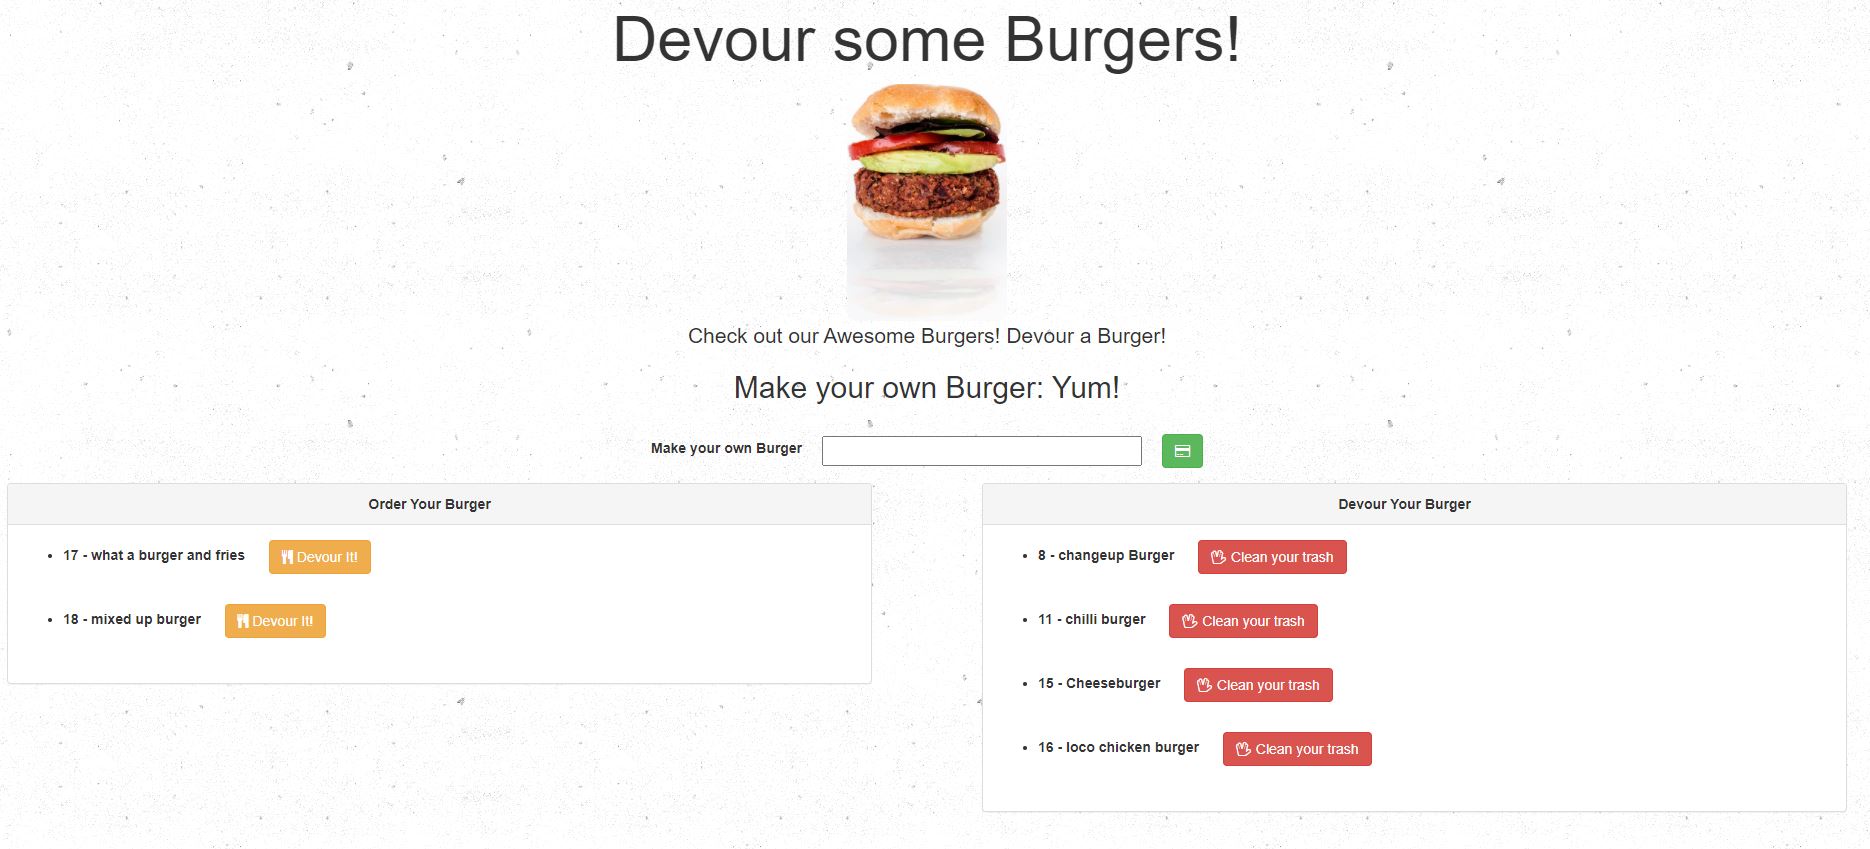 Devour some Burgers!
Check out our Awesome Burgers! Devour a Burger!
Make your own Burger: Yum!
Make your own Burger
Order Your Burger
17 - what a burger and fries Devour It!
18 - mixed up burger Devour It!
Devour Your Burger
8 - changeup Burger Clean your trash
11 - chilli burger Clean your trash
15 - Cheeseburger Clean your trash
16 - loco chicken burger Clean your trash